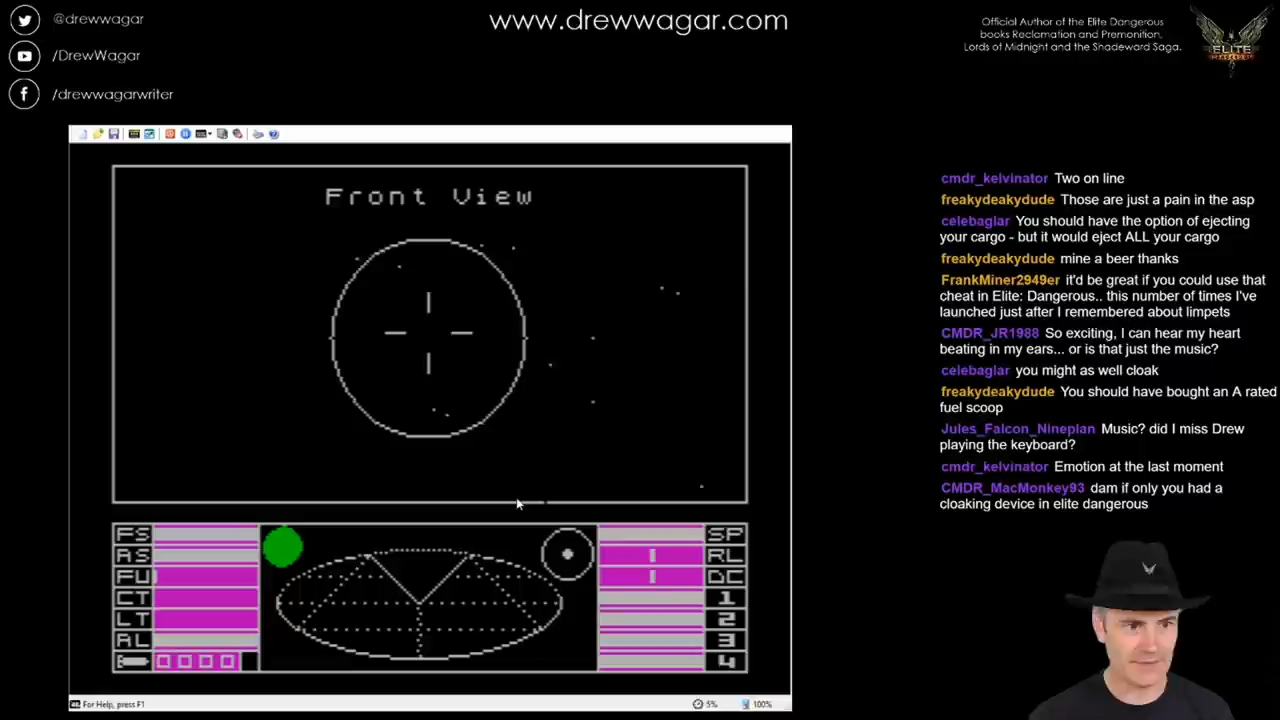 @drewwagar
/DrewWagar
/drewwagarwriter
www.drewwagar.com
Official Author of the Elite Dangerous
books Reclamation and Premonition,
Lords of Midnight and the Shadeward Saga.
ELITE
Front View
FS
AS
FU
CT
LT
AL
SP
RL
DC
1
2
3
4
For Help, press F1
5%
100%
cmdr_kelvinator Two on line
freakydeakydude Those are just a pain in the asp
celebaglar You should have the option of ejecting
your cargo - but it would eject ALL your cargo
freakydeakydude mine a beer thanks
FrankMiner2949er it'd be great if you could use that
cheat in Elite: Dangerous.. this number of times I've
launched just after I remembered about limpets
CMDR_JR1988 So exciting, I can hear my heart
beating in my ears... or is that just the music?
celebaglar you might as well cloak
freakydeakydude You should have bought an A rated
fuel scoop
Jules_Falcon_Nineplan Music? did I miss Drew
playing the keyboard?
cmdr_kelvinator Emotion at the last moment
CMDR_MacMonkey93 dam if only you had a
cloaking device in elite dangerous